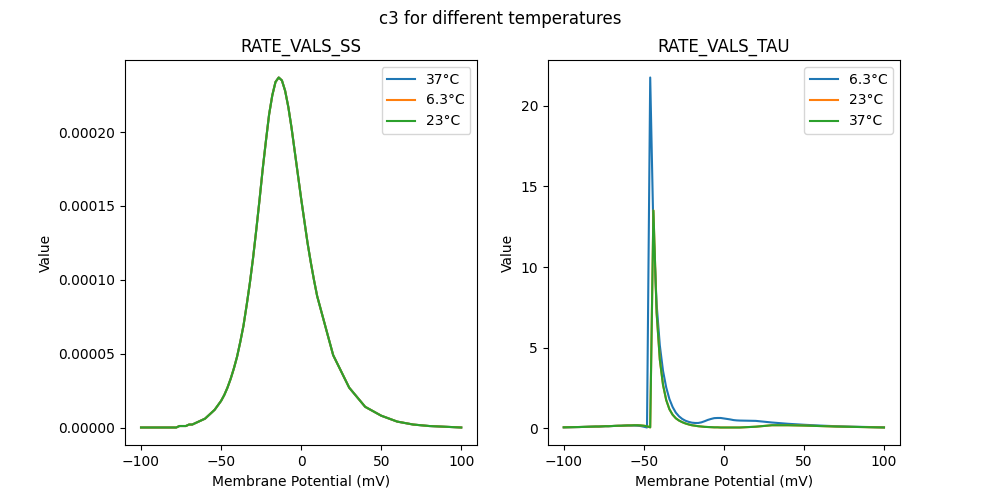 c3 for different temperatures
RATE_VALS_SS
37°C
6.3°C
23°C
0.00020
0.00015
0.00010
0.00005
0.00000
Value
−100
−50
0
50
100
Membrane Potential (mV)
RATE_VALS_TAU
6.3°C
23°C
37°C
20
15
10
5
0
Value
−100
−50
0
50
100
Membrane Potential (mV)